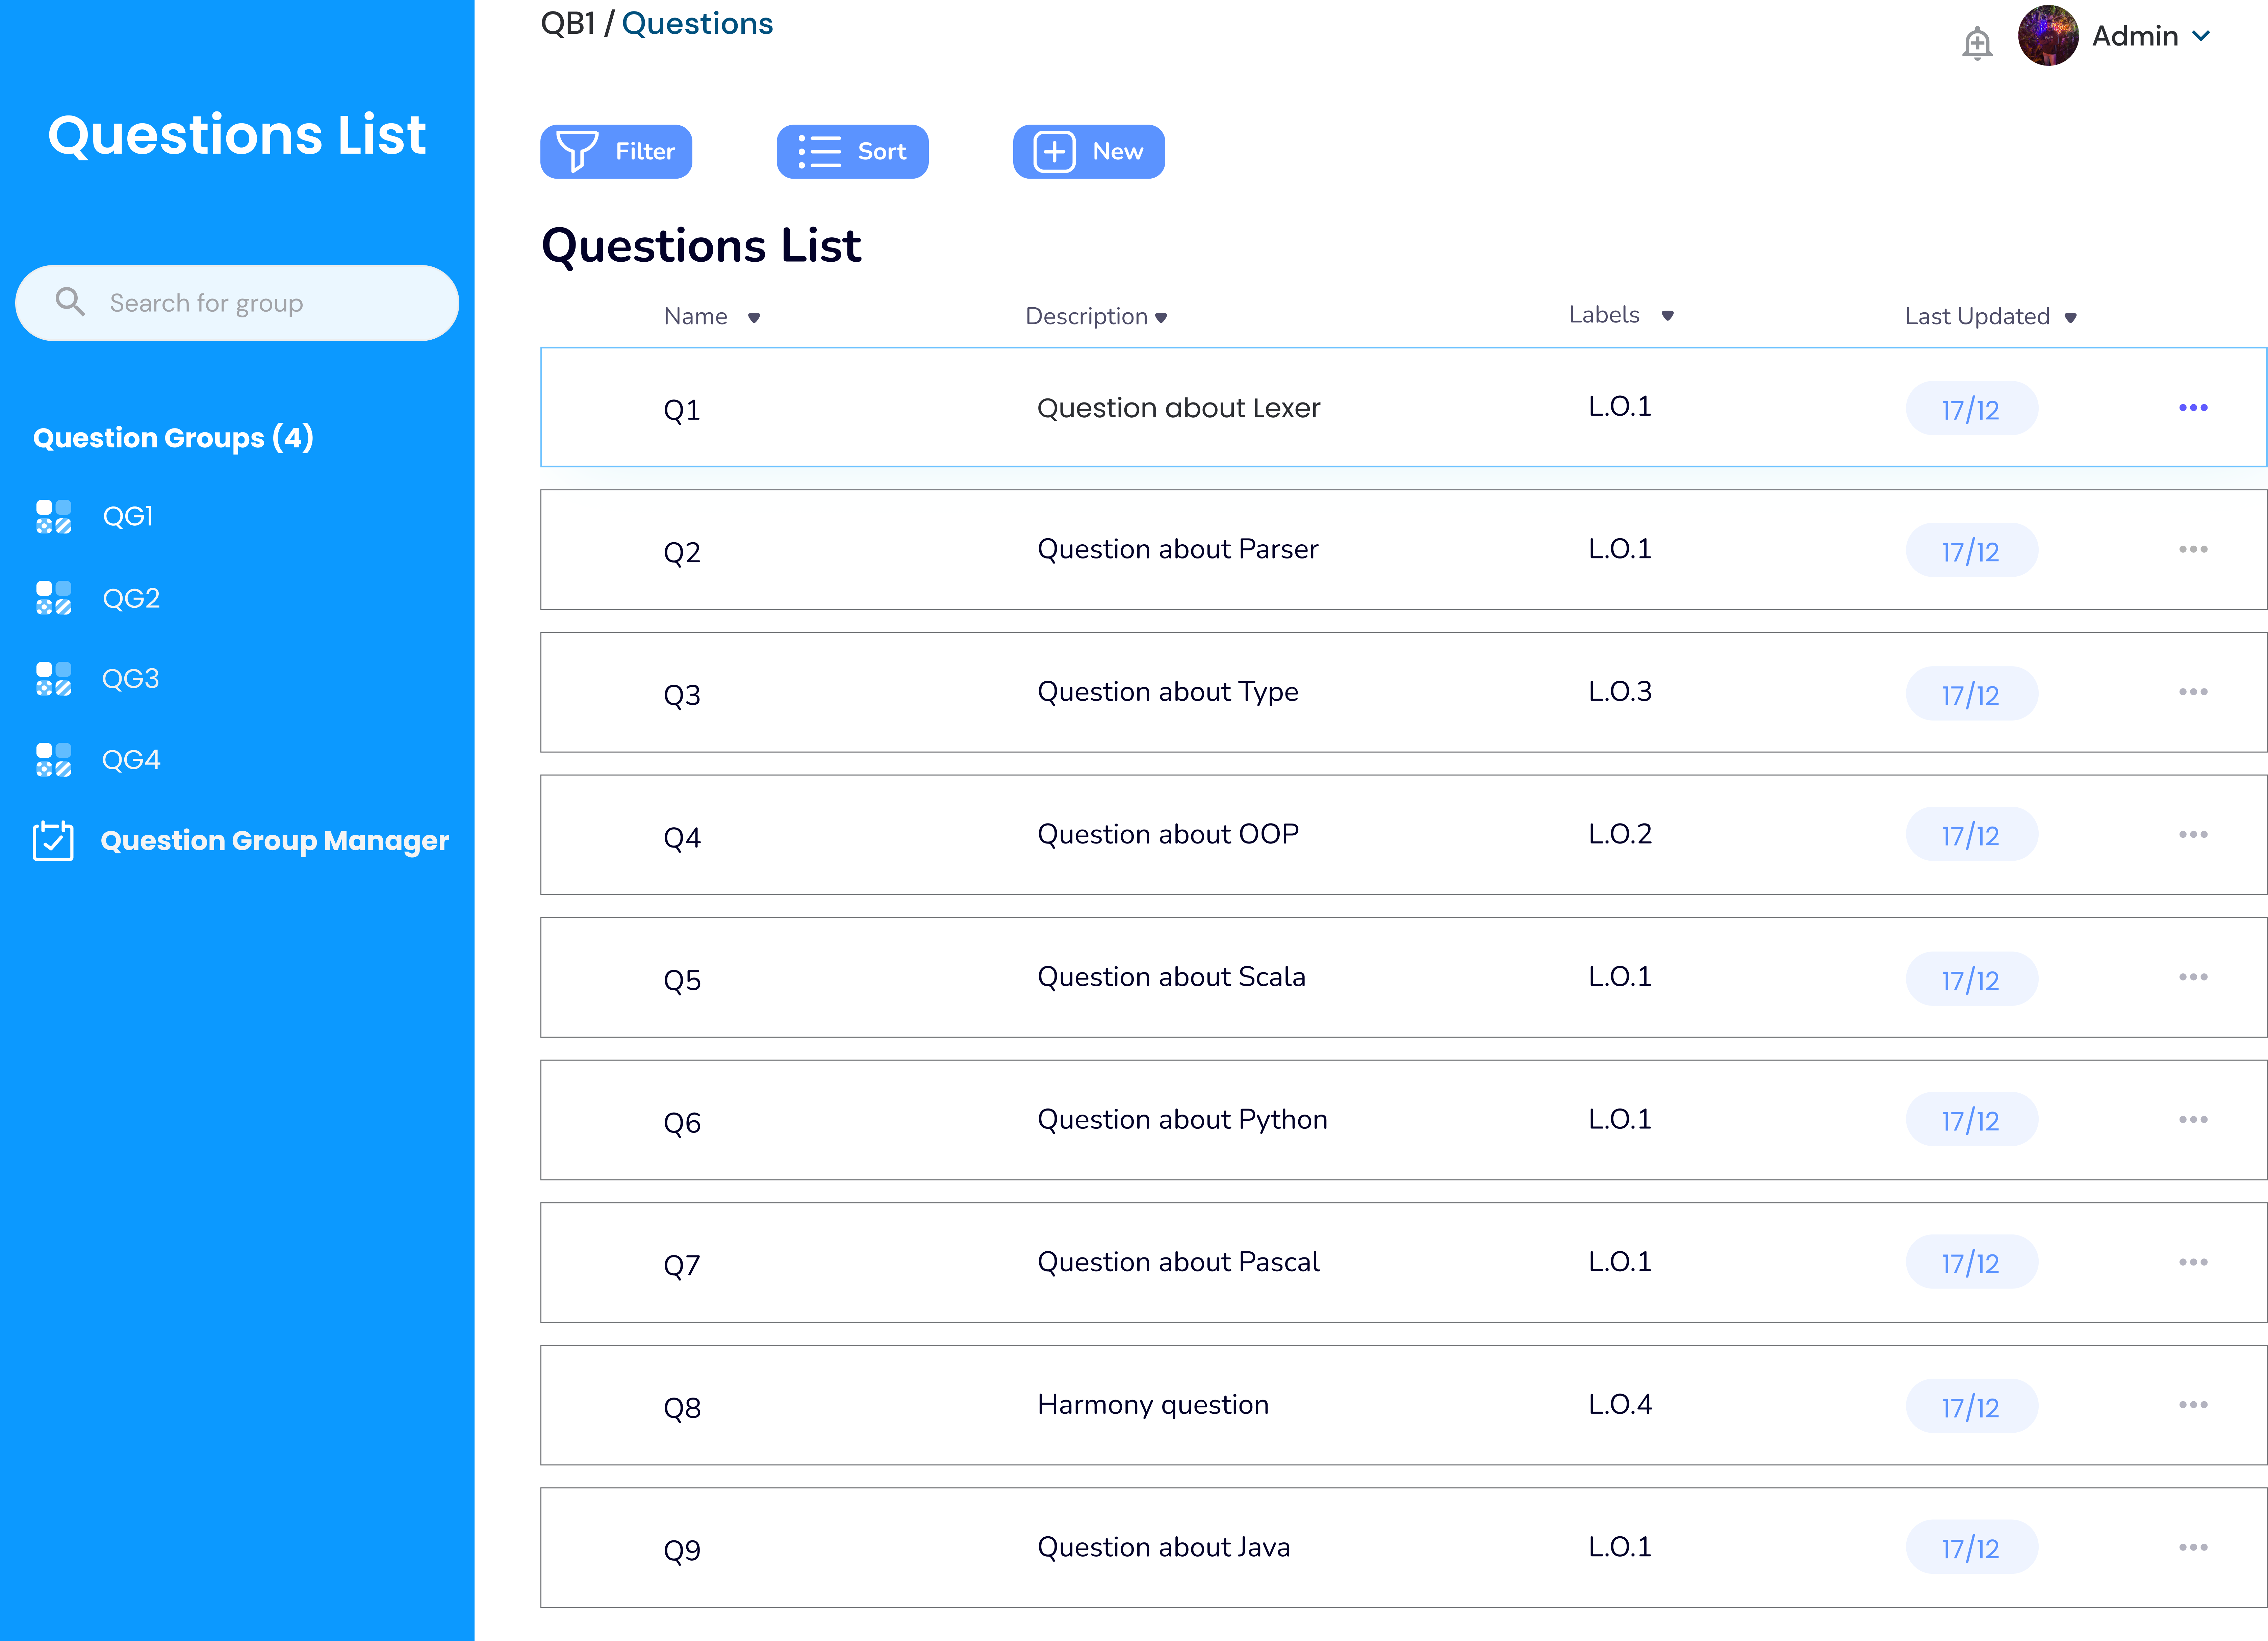 Questions List
Search for group
Question Groups (4)
QG1
QG2
QG3
QG4
Question Group Manager
QB1 / Questions
Admin
Filter Sort New
Questions List
Name Description Labels Last Updated
Q1 Question about Lexer L.O.1 17/12
Q2 Question about Parser L.O.1 17/12
Q3 Question about Type L.O.3 17/12
Q4 Question about OOP L.O.2 17/12
Q5 Question about Scala L.O.1 17/12
Q6 Question about Python L.O.1 17/12
Q7 Question about Pascal L.O.1 17/12
Q8 Harmony question L.O.4 17/12
Q9 Question about Java L.O.1 17/12